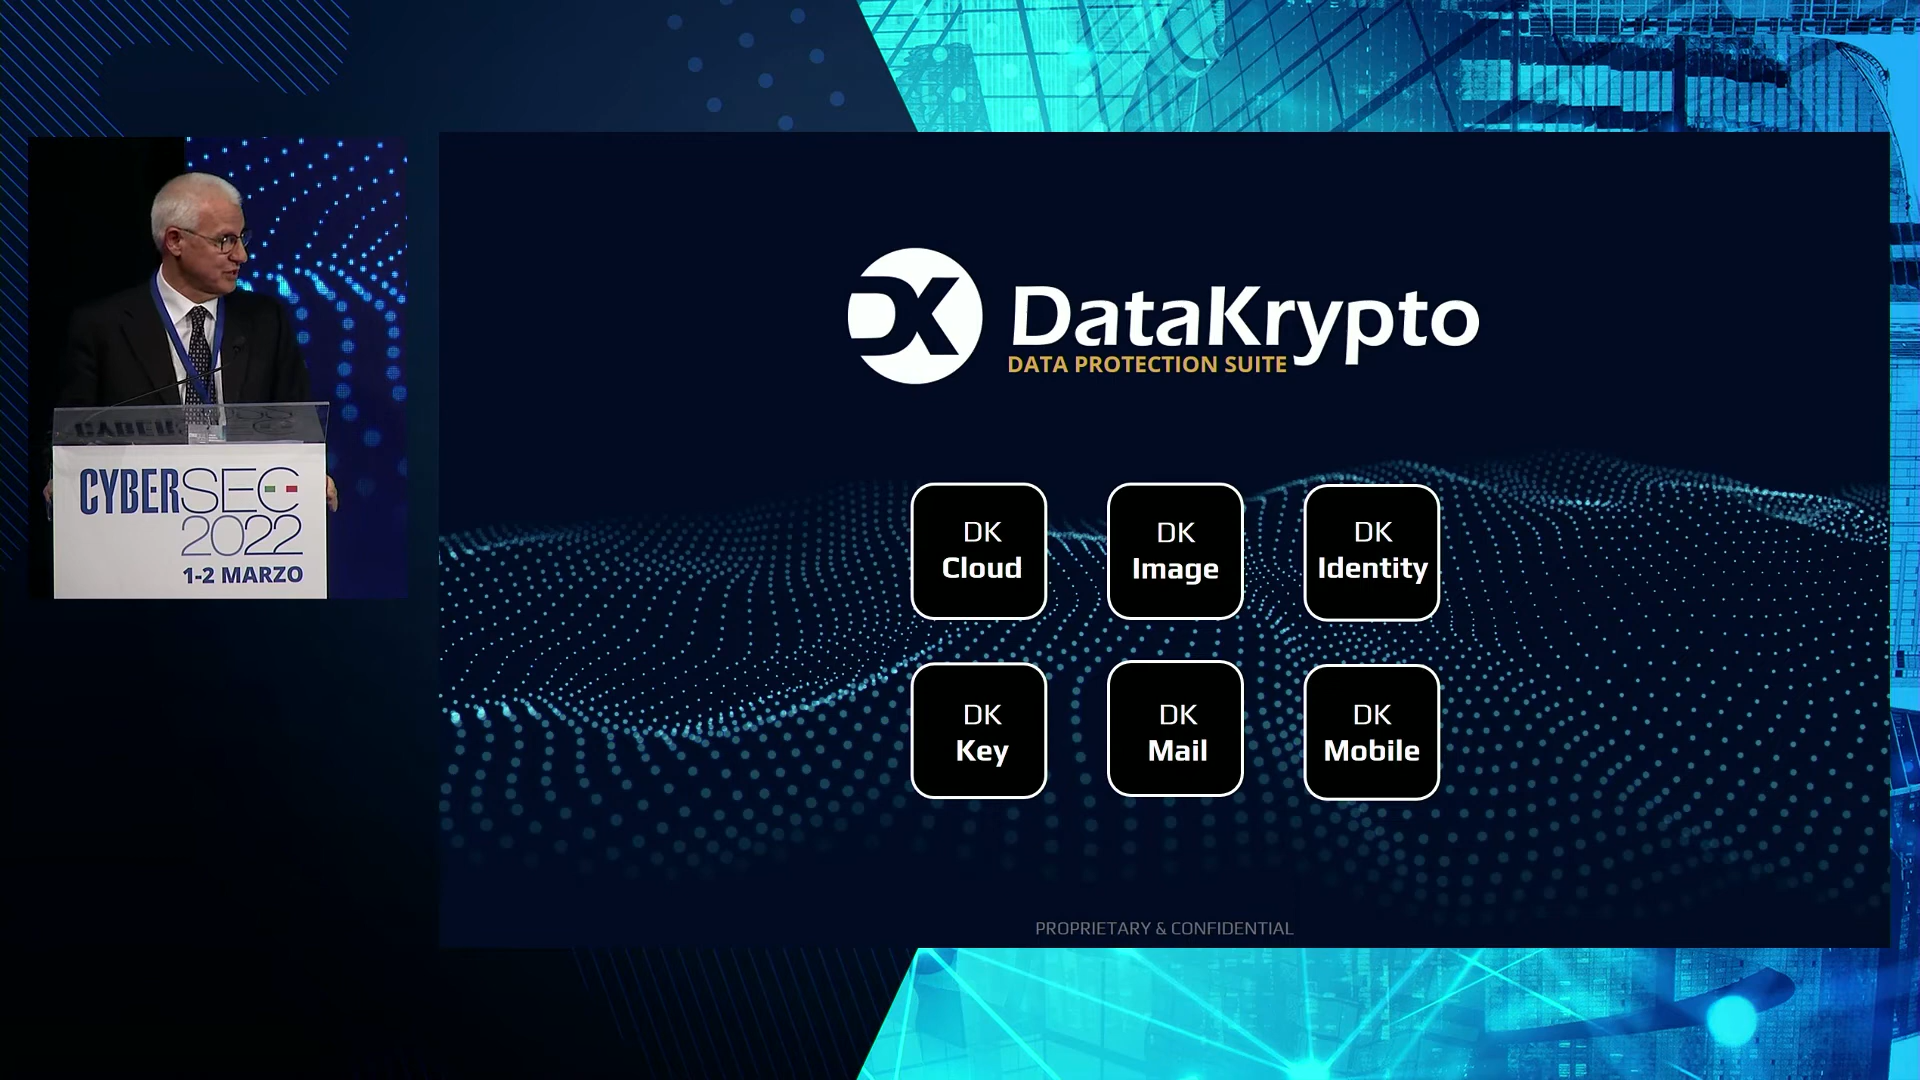 CYBERSEC
2022
1-2 MARZO
DK
DataKrypto
DATA PROTECTION SUITE
DK
Cloud
DK
Image
DK
Identity
DK
Key
DK
Mail
DK
Mobile
PROPRIETARY & CONFIDENTIAL